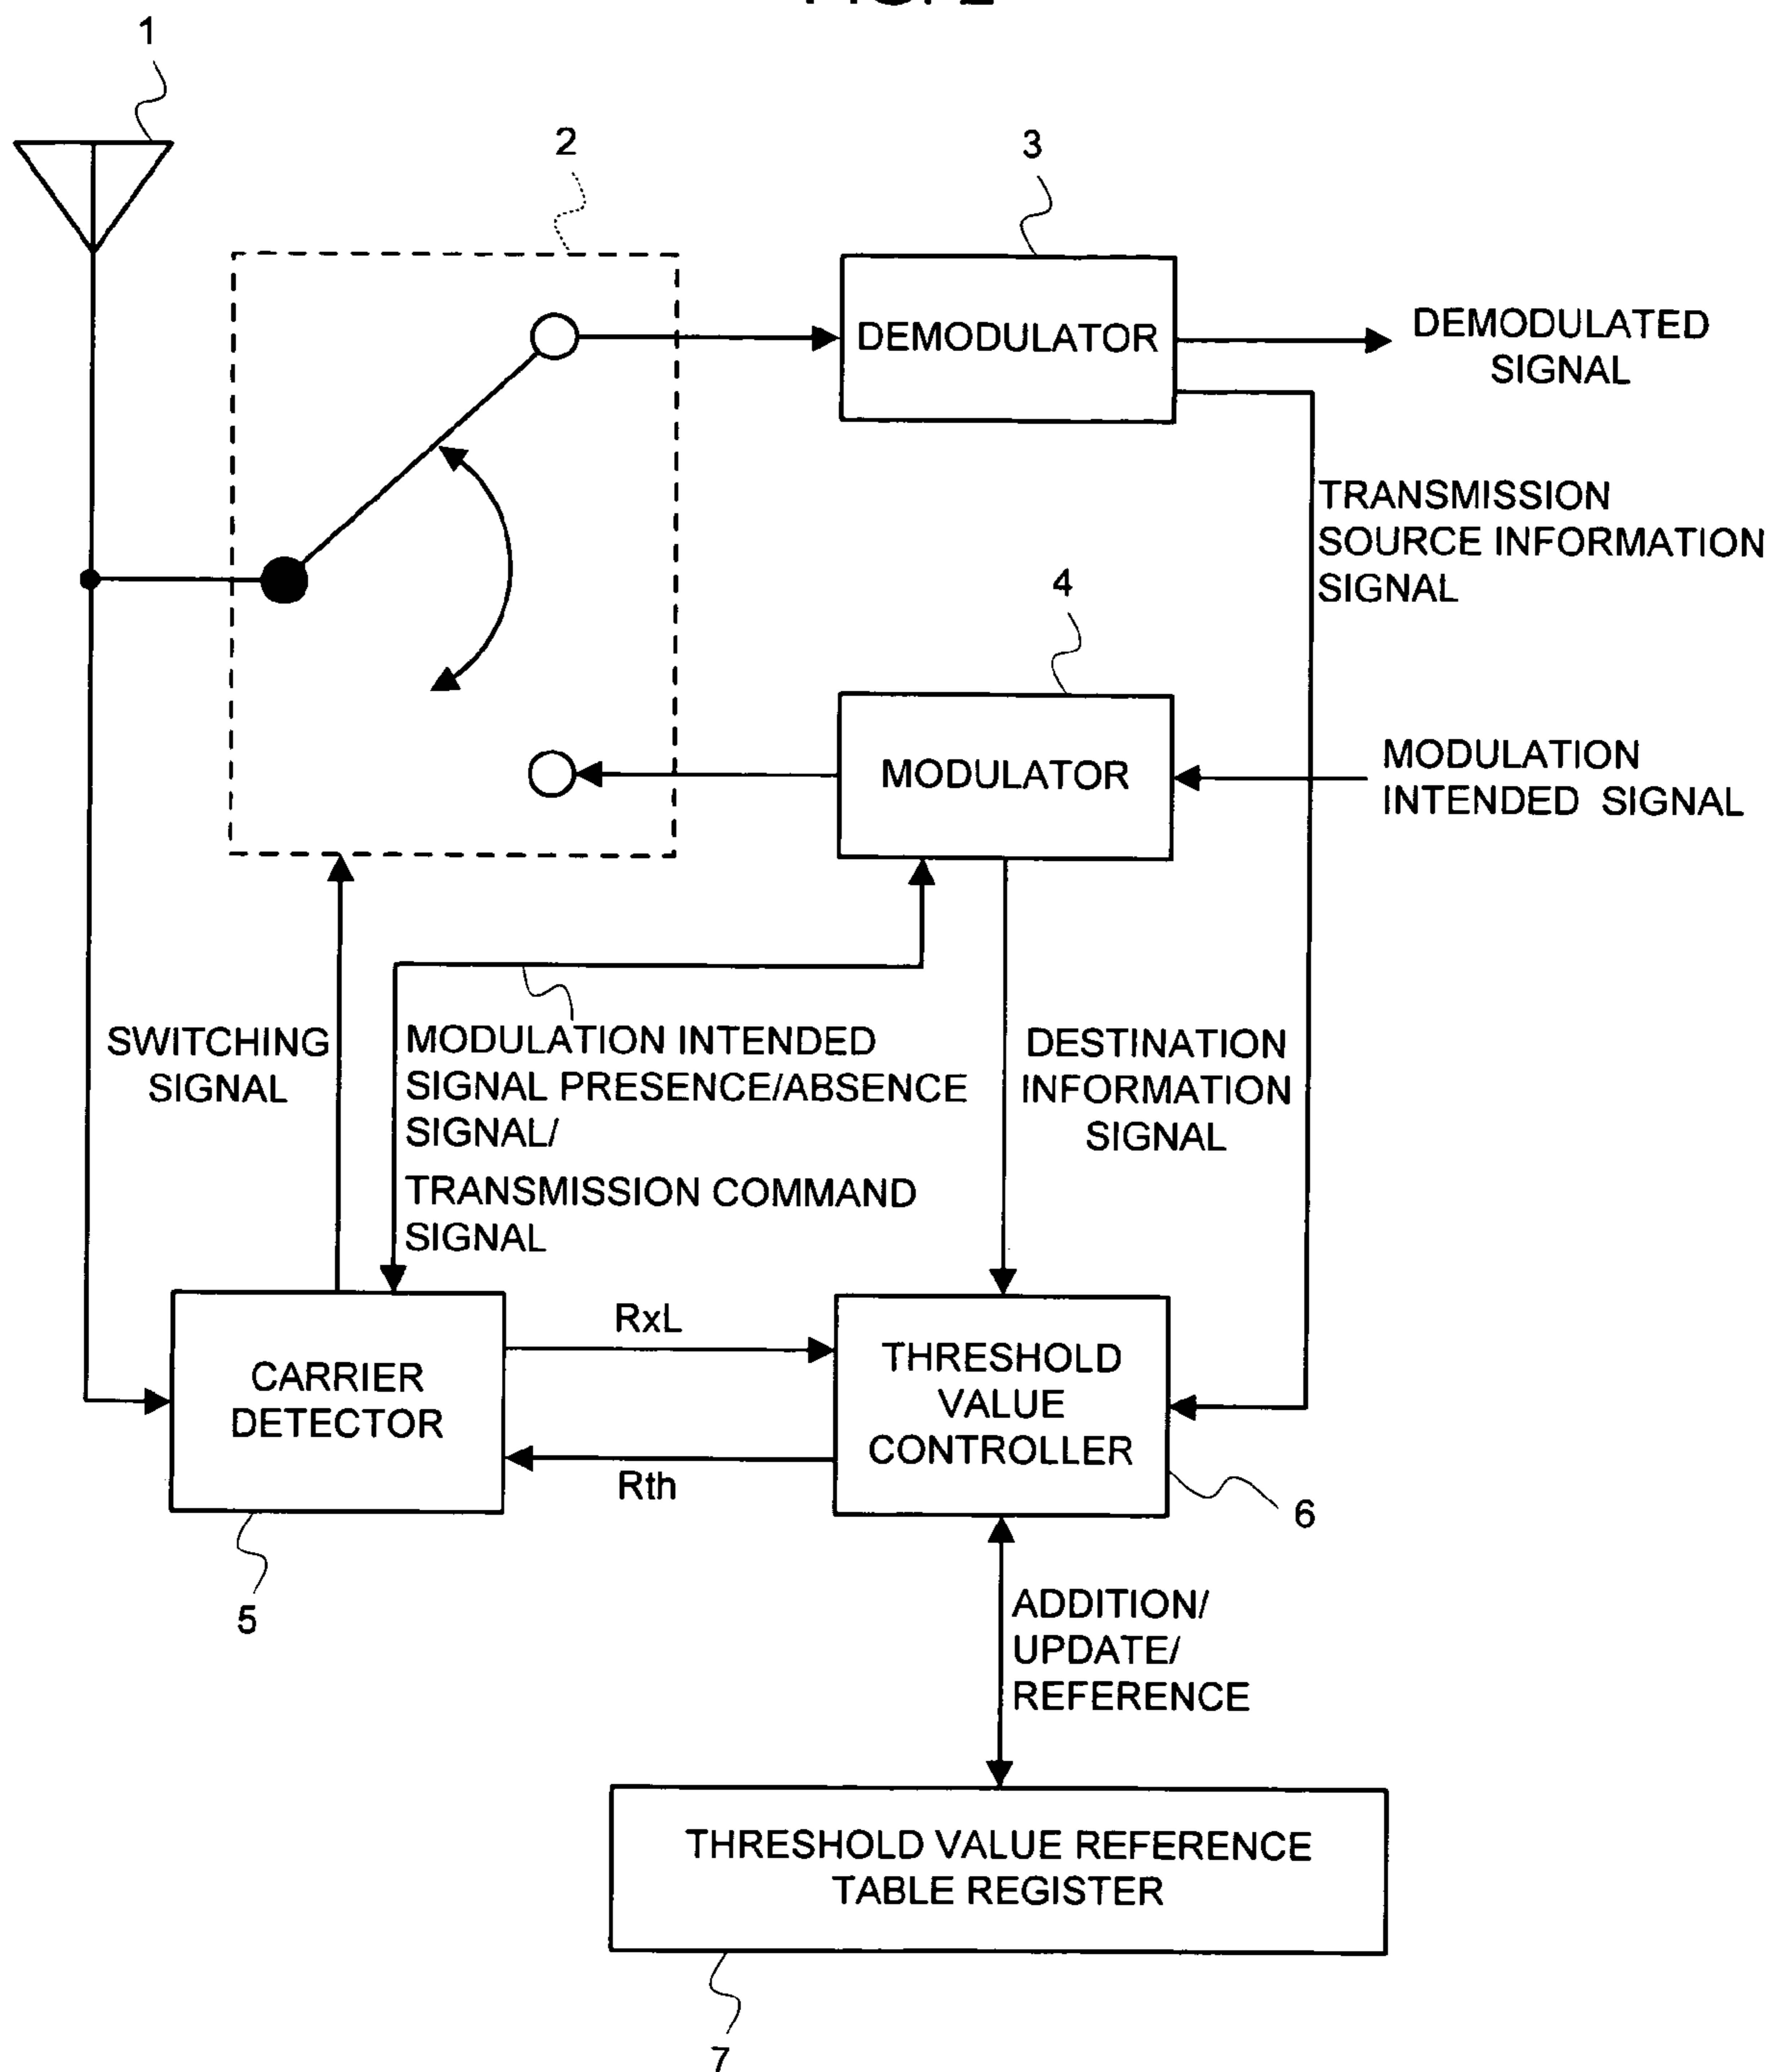 1
2
3
DEMODULATOR
DEMODULATED
SIGNAL
TRANSMISSION
SOURCE INFORMATION
SIGNAL
4
MODULATOR
MODULATION
INTENDED SIGNAL
SWITCHING
SIGNAL
MODULATION INTENDED
SIGNAL PRESENCE/ABSENCE
SIGNAL/
TRANSMISSION COMMAND
SIGNAL
DESTINATION
INFORMATION
SIGNAL
CARRIER
DETECTOR
RxL
Rth
THRESHOLD
VALUE
CONTROLLER
5
6
ADDITION/
UPDATE/
REFERENCE
THRESHOLD VALUE REFERENCE
TABLE REGISTER
7